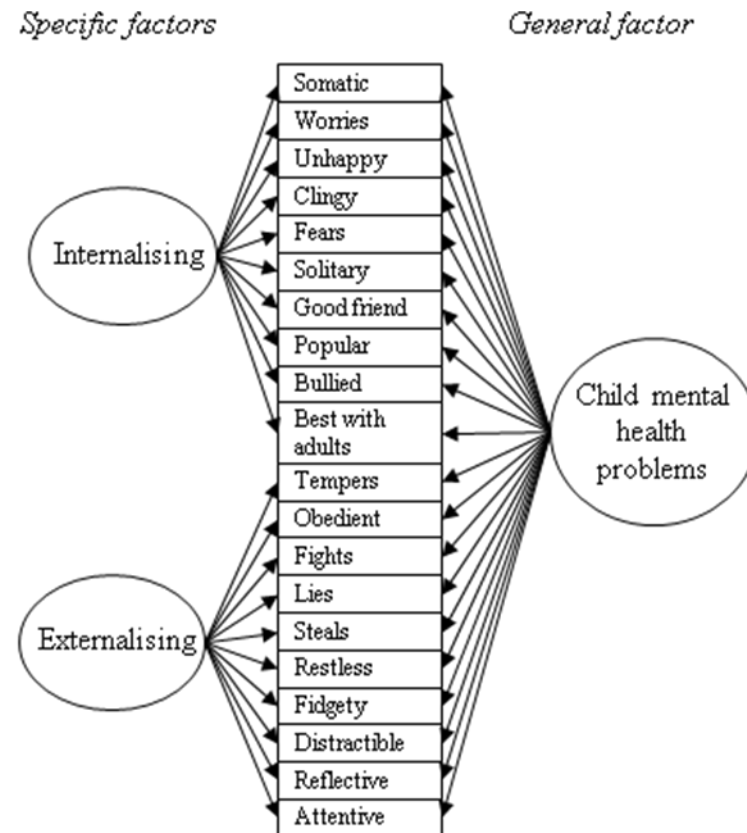 Specific factors
General factor
Somatic
Worries
Unhappy
Clingy
Fears
Solitary
Good friend
Popular
Bullied
Best with
adults
Tempers
Obedient
Fights
Lies
Steals
Restless
Fidgety
Distractible
Reflective
Attentive
Internalising
Externalising
Child mental
health
problems